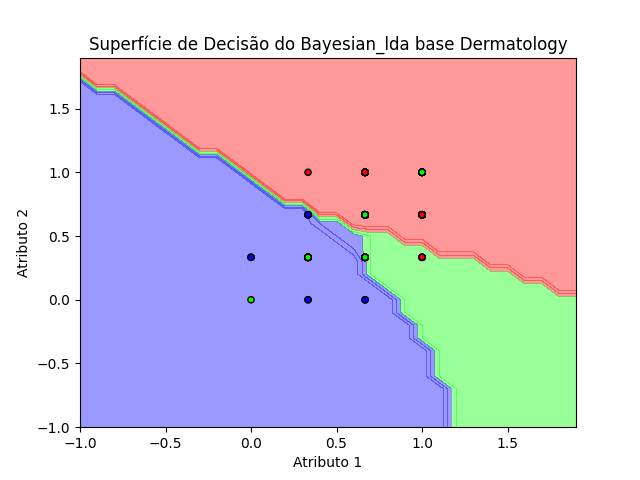 Superfície de Decisão do Bayesian_lda base Dermatology
Atributo 2
1.5
1.0
0.5
0.0
−0.5
−1.0
−1.0 −0.5 0.0 0.5 1.0 1.5
Atributo 1